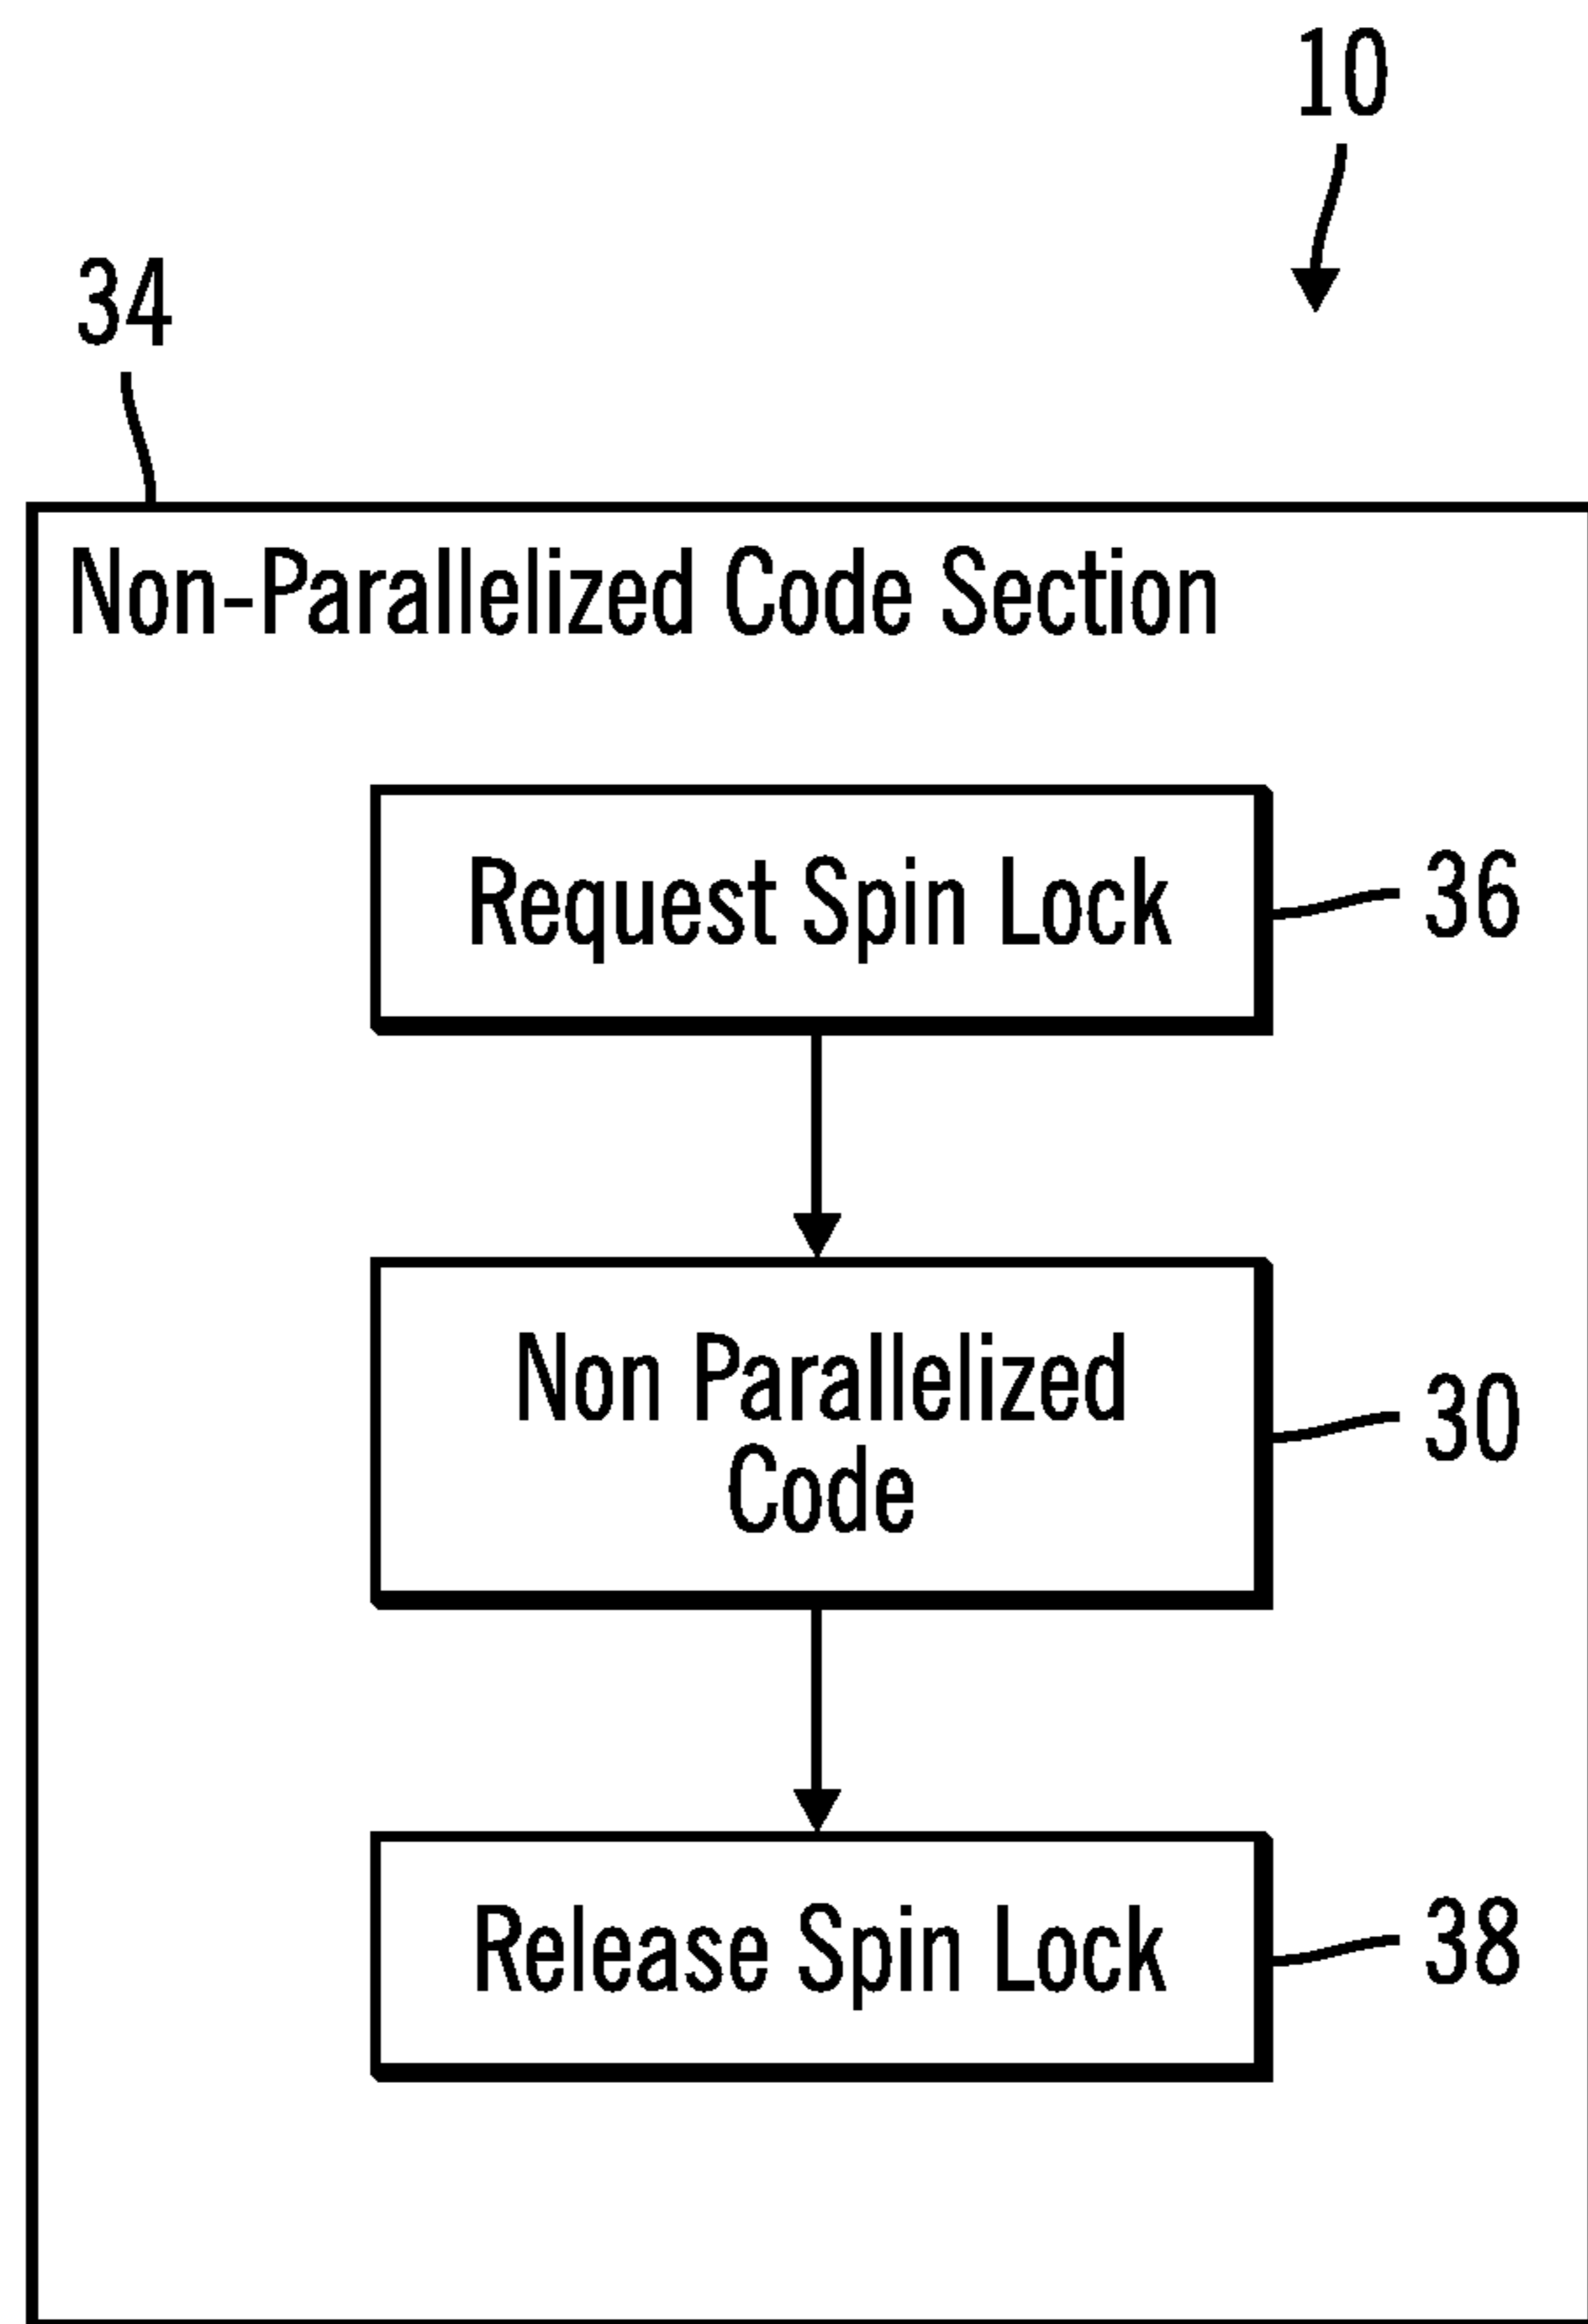 10
34
Non-Parallelized Code Section
Request Spin Lock
36
Non Parallelized
Code
30
Release Spin Lock
38